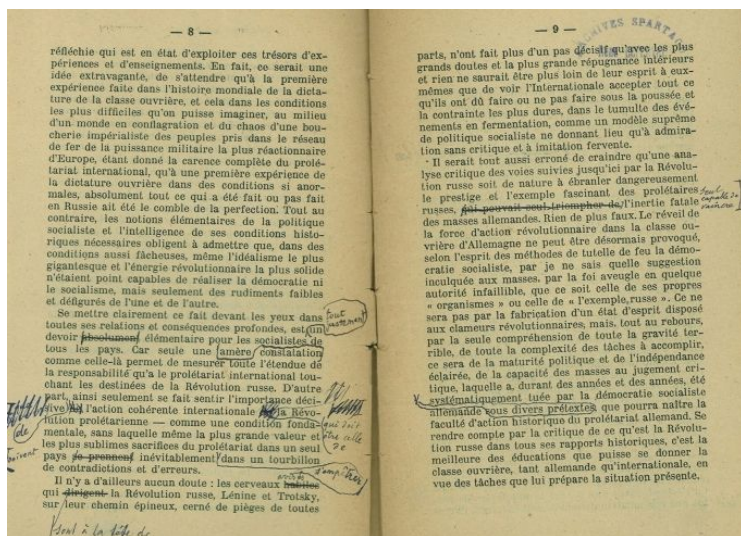 — 8 —
réfléchie qui est en état d'exploiter ces trésors d'ex-
périences et d'enseignements. En fait, ce serait une
idée extravagante, de s'attendre qu'à la première
expérience faite dans l'histoire mondiale de la dicta-
ture de la classe ouvrière, et cela dans les conditions
les plus difficiles qu'on puisse imaginer, au milieu
d'un monde en conflagration et du chaos d'une bou-
cherie impérialiste des peuples pris dans le réseau
de fer de la puissance militaire la plus réactionnaire
d'Europe, étant donné la carence complète du prolé-
tariat international, qu'à une première expérience de
la dictature ouvrière dans des conditions si anor-
males, absolument tout ce qui a été fait ou pas fait
en Russie ait été le comble de la perfection. Tout au
contraire, les notions élémentaires de la politique
socialiste et l'intelligence de ses conditions histo-
riques nécessaires obligent à admettre que, dans des
conditions aussi fâcheuses, même l'idéalisme le plus
gigantesque et l'énergie révolutionnaire la plus solide
n'étaient point capables de réaliser la démocratie ni
le socialisme, mais seulement des rudiments faibles
et défigurés de l'une et de l'autre.
Se mettre clairement ce fait devant les yeux dans
toutes ses relations et conséquences profondes, est un
tout justement
devoir absolument élémentaire pour les socialistes de
tous les pays. Car seule une amère constatation
comme celle-là permet de mesurer toute l'étendue de
la responsabilité qu'a le prolétariat international tou-
chant les destinées de la Révolution russe. D'autre
part, ainsi seulement se fait sentir l'importance déci-
sive de l'action cohérente internationale la Révo-
lution prolétarienne — comme une condition fonda-
qui doit être celle de
mentale, sans laquelle même la plus grande valeur et
les plus sublimes sacrifices du prolétariat dans un seul
pays se prennent inévitablement dans un tourbillon
doivent
s'empêtrer
de contradictions et d'erreurs.
Il n'y a d'ailleurs aucun doute : les cerveaux habiles
qui dirigent la Révolution russe, Lénine et Trotsky,
sur leur chemin épineux, cerné de pièges de toutes
sont à la tête de
— 9 —
ARCHIVES SPARTACUS
parts, n'ont fait plus d'un pas décisif qu'avec les plus
grands doutes et la plus grande répugnance intérieurs
et rien ne saurait être plus loin de leur esprit à eux-
mêmes que de voir l'Internationale accepter tout ce
qu'ils ont dû faire ou ne pas faire sous la poussée et
la contrainte les plus dures, dans le tumulte des évé-
nements en fermentation, comme un modèle suprême
de politique socialiste ne donnant lieu qu'à admira-
tion sans critique et à imitation fervente.
Il serait tout aussi erroné de craindre qu'une ana-
lyse critique des voies suivies jusqu'ici par la Révolu-
tion russe soit de nature à ébranler dangereusement
le prestige et l'exemple fascinant des prolétaires
seul capable de vaincre
russes, qui pouvait seul triompher de l'inertie fatale
des masses allemandes. Rien de plus faux. Le réveil de
la force d'action révolutionnaire dans la classe ou-
vrière d'Allemagne ne peut être désormais provoqué,
selon l'esprit des méthodes de tutelle de feu la démo-
cratie socialiste, par je ne sais quelle suggestion
inculquée aux masses, par la foi aveugle en quelque
autorité infaillible, que ce soit celle de ses propres
« organismes » ou celle de « l'exemple russe ». Ce ne
sera pas par la fabrication d'un état d'esprit disposé
aux clameurs révolutionnaires, mais, tout au rebours,
par la seule compréhension de toute la gravité ter-
rible, de toute la complexité des tâches à accomplir,
ce sera de la maturité politique et de l'indépendance
éclairée, de la capacité des masses au jugement cri-
tique, laquelle a, durant des années et des années, été
systématiquement tuée par la démocratie socialiste
allemande sous divers prétextes, que pourra naître la
faculté d'action historique du prolétariat allemand. Se
rendre compte par la critique de ce qu'est la Révolu-
tion russe dans tous ses rapports historiques, c'est la
meilleure des éducations que puisse se donner la
classe ouvrière, tant allemande qu'internationale, en
vue des tâches que lui prépare la situation présente.